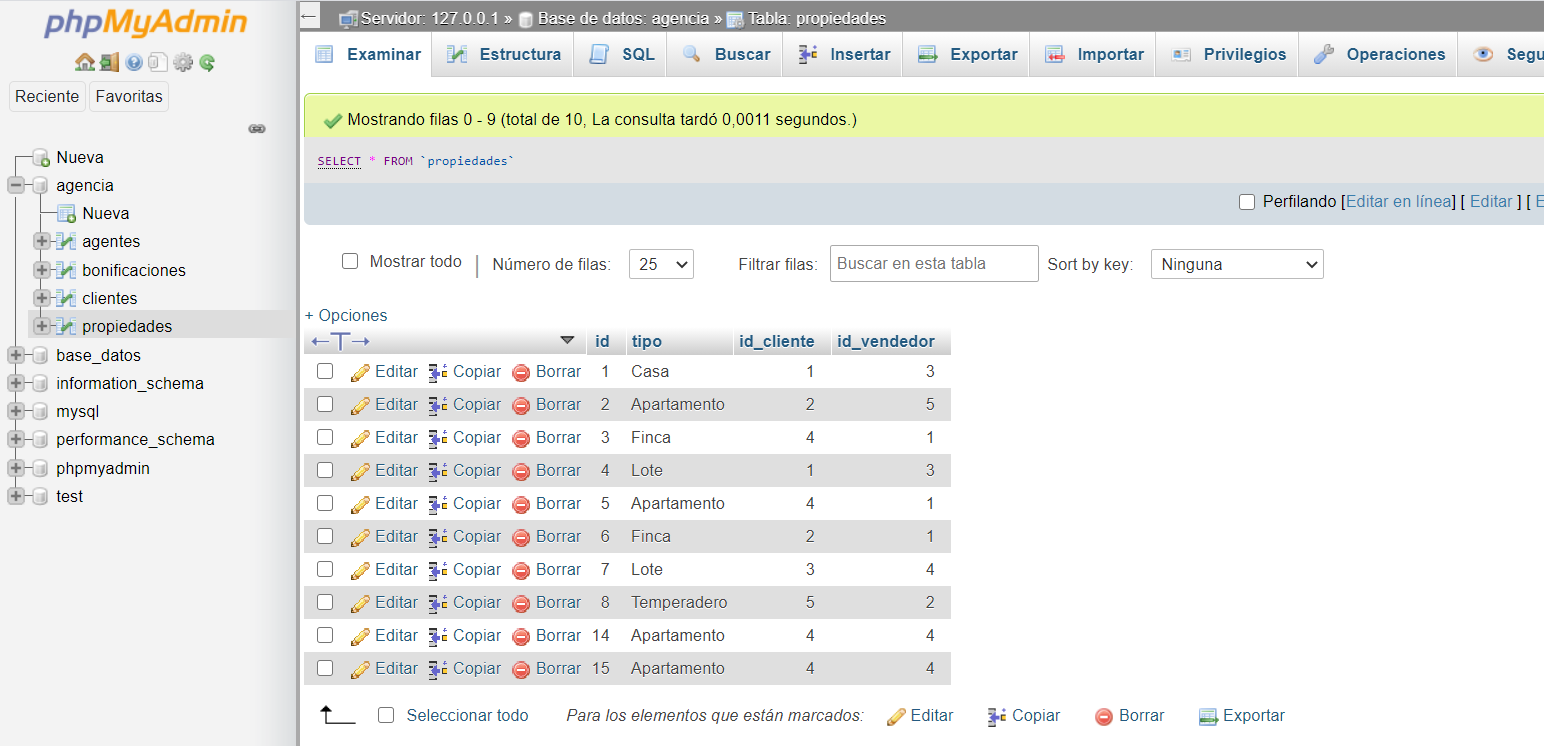 phpMyAdmin
Reciente Favoritas
Nueva
agencia
Nueva
agentes
bonificaciones
clientes
propiedades
base_datos
information_schema
mysql
performance_schema
phpmyadmin
test
Servidor: 127.0.0.1 » Base de datos: agencia » Tabla: propiedades
Examinar Estructura SQL Buscar Insertar Exportar Importar Privilegios Operaciones Segu
Mostrando filas 0 - 9 (total de 10, La consulta tardó 0,0011 segundos.)
SELECT * FROM `propiedades`
Perfilando [Editar en línea] [ Editar ] [ E
Mostrar todo | Número de filas: 25 Filtrar filas: Buscar en esta tabla Sort by key: Ninguna
+ Opciones
←T→ id tipo id_cliente id_vendedor
Editar Copiar Borrar 1 Casa 1 3
Editar Copiar Borrar 2 Apartamento 2 5
Editar Copiar Borrar 3 Finca 4 1
Editar Copiar Borrar 4 Lote 1 3
Editar Copiar Borrar 5 Apartamento 4 1
Editar Copiar Borrar 6 Finca 2 1
Editar Copiar Borrar 7 Lote 3 4
Editar Copiar Borrar 8 Temperadero 5 2
Editar Copiar Borrar 14 Apartamento 4 4
Editar Copiar Borrar 15 Apartamento 4 4
Seleccionar todo Para los elementos que están marcados: Editar Copiar Borrar Exportar